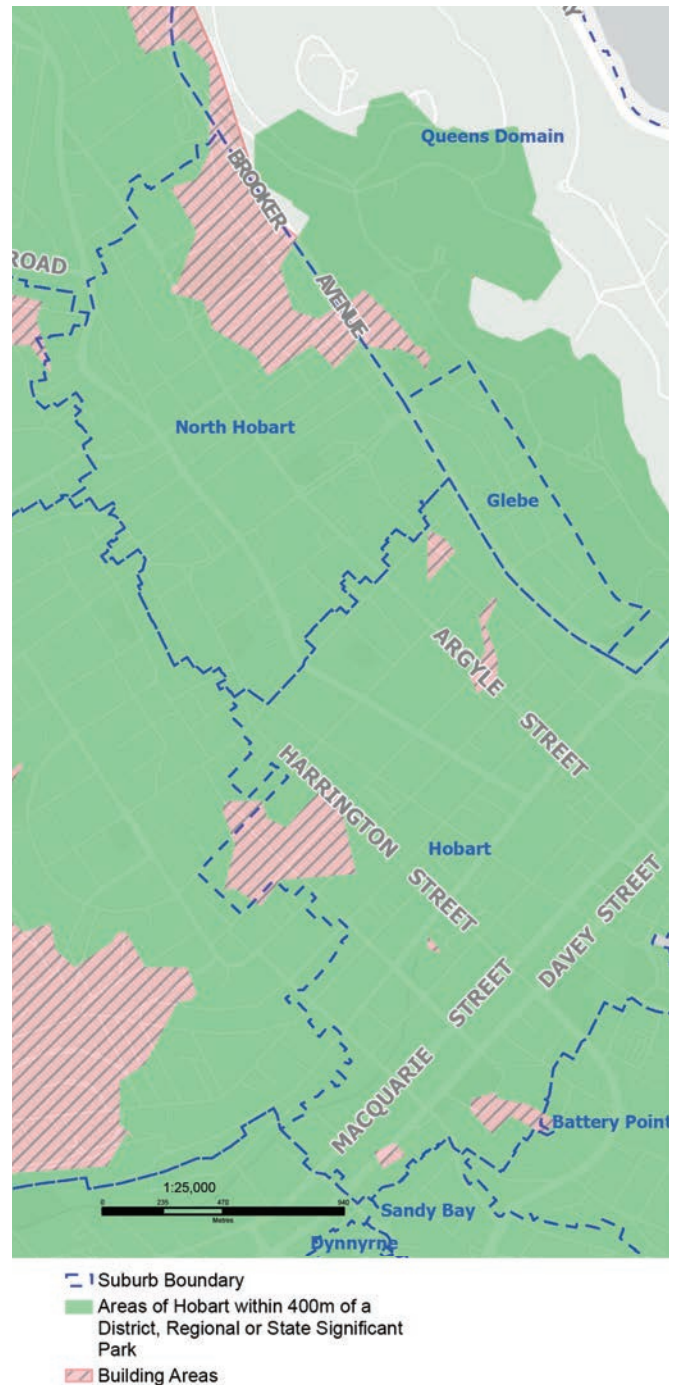 AY
Queens Domain
BROOKER
ROAD
AVENUE
North Hobart
Glebe
ARGYLE STREET
HARRINGTON STREET
Hobart
DAVEY STREET
MACQUARIE STREET
Battery Point
1:25,000
0 235 470 940
Metres
Sandy Bay
Dynnyrne
Suburb Boundary
Areas of Hobart within 400m of a
District, Regional or State Significant
Park
Building Areas